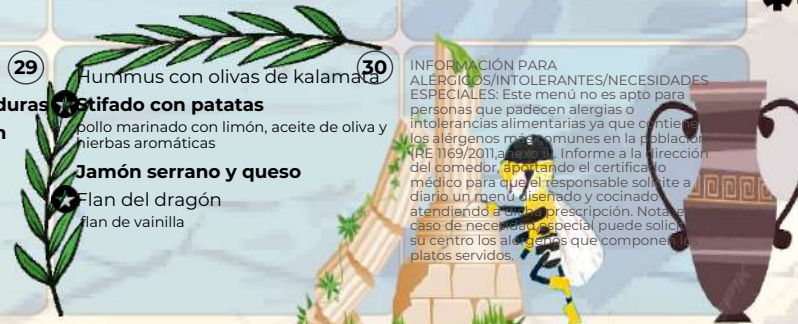 29
duras
n
Hummus con olivas de kalamata
Stifado con patatas
pollo marinado con limón, aceite de oliva y
hierbas aromáticas
Jamón serrano y queso
Flan del dragón
flan de vainilla
30
INFORMACIÓN PARA
ALÉRGICOS/INTOLERANTES/NECESIDADES
ESPECIALES: Este menú no es apto para
personas que padecen alergias o
intolerancias alimentarias ya que contiene
los alérgenos más comunes en la población
(RE 1169/2011,anexo II). Informe a la dirección
del comedor, aportando el certificado
médico para que el responsable solicite a
diario un menú diseñado y cocinado
atendiendo a dicha prescripción. Nota: en
caso de necesidad especial puede solicitar
su centro los alérgenos que componen los
platos servidos.